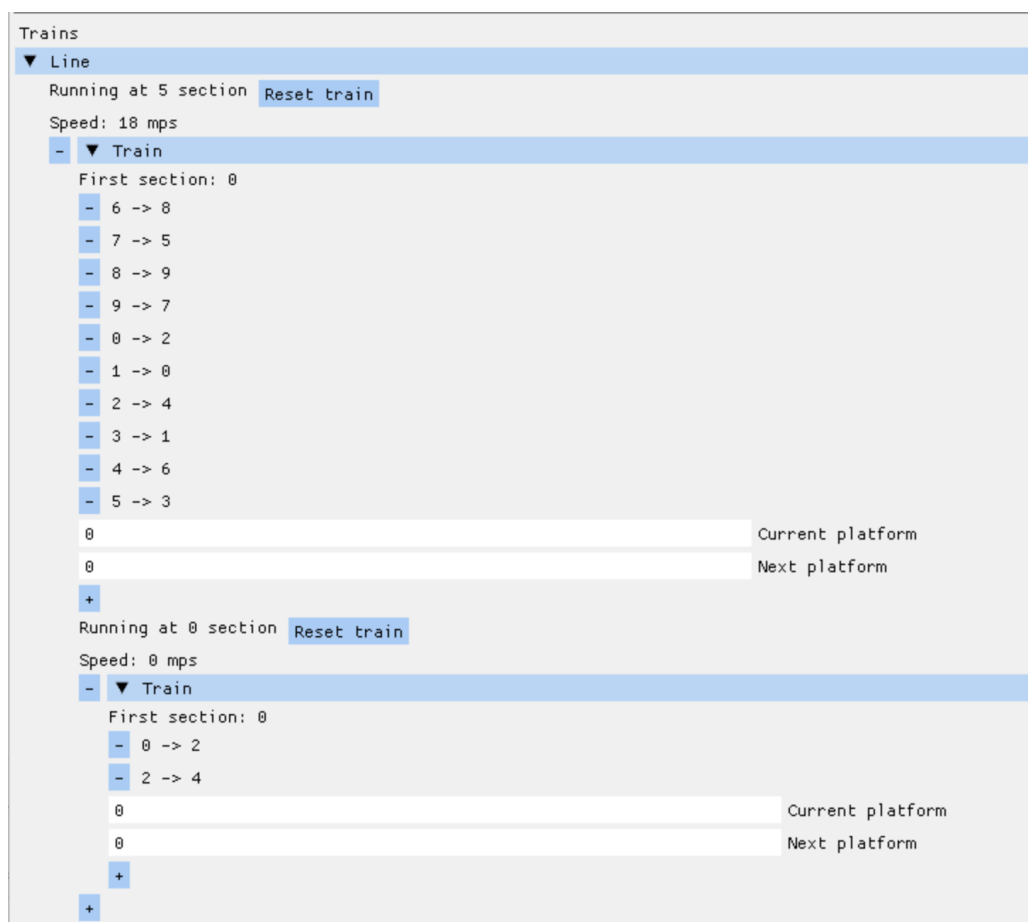 Trains
▼ Line
Running at 5 section Reset train
Speed: 18 mps
- ▼ Train
First section: 0
- 6 -> 8
- 7 -> 5
- 8 -> 9
- 9 -> 7
- 0 -> 2
- 1 -> 0
- 2 -> 4
- 3 -> 1
- 4 -> 6
- 5 -> 3
0 Current platform
0 Next platform
+
Running at 0 section Reset train
Speed: 0 mps
- ▼ Train
First section: 0
- 0 -> 2
- 2 -> 4
0 Current platform
0 Next platform
+
+